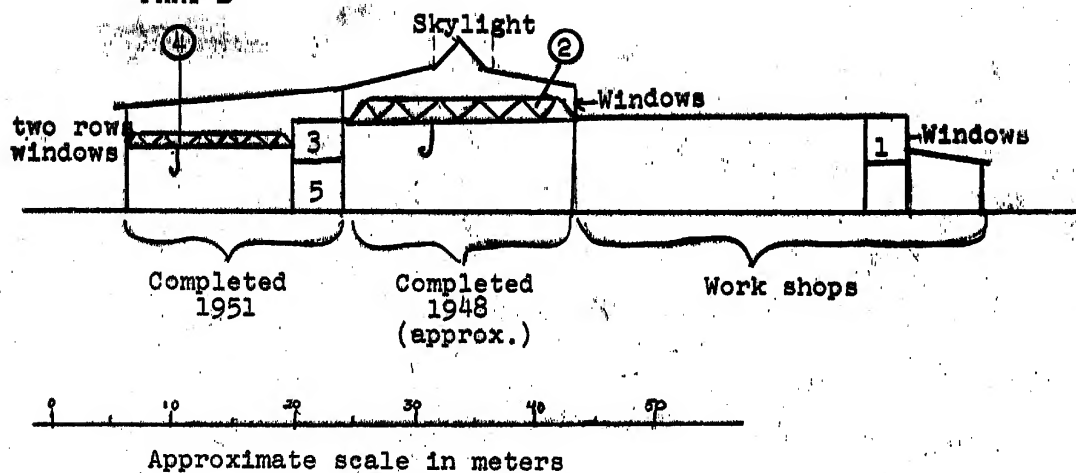 Skylight
4
2
Windows
two rows
windows
3
1
Windows
5
Completed
1951
Completed
1948
(approx.)
Work shops
0 10 20 30 40 50
Approximate scale in meters